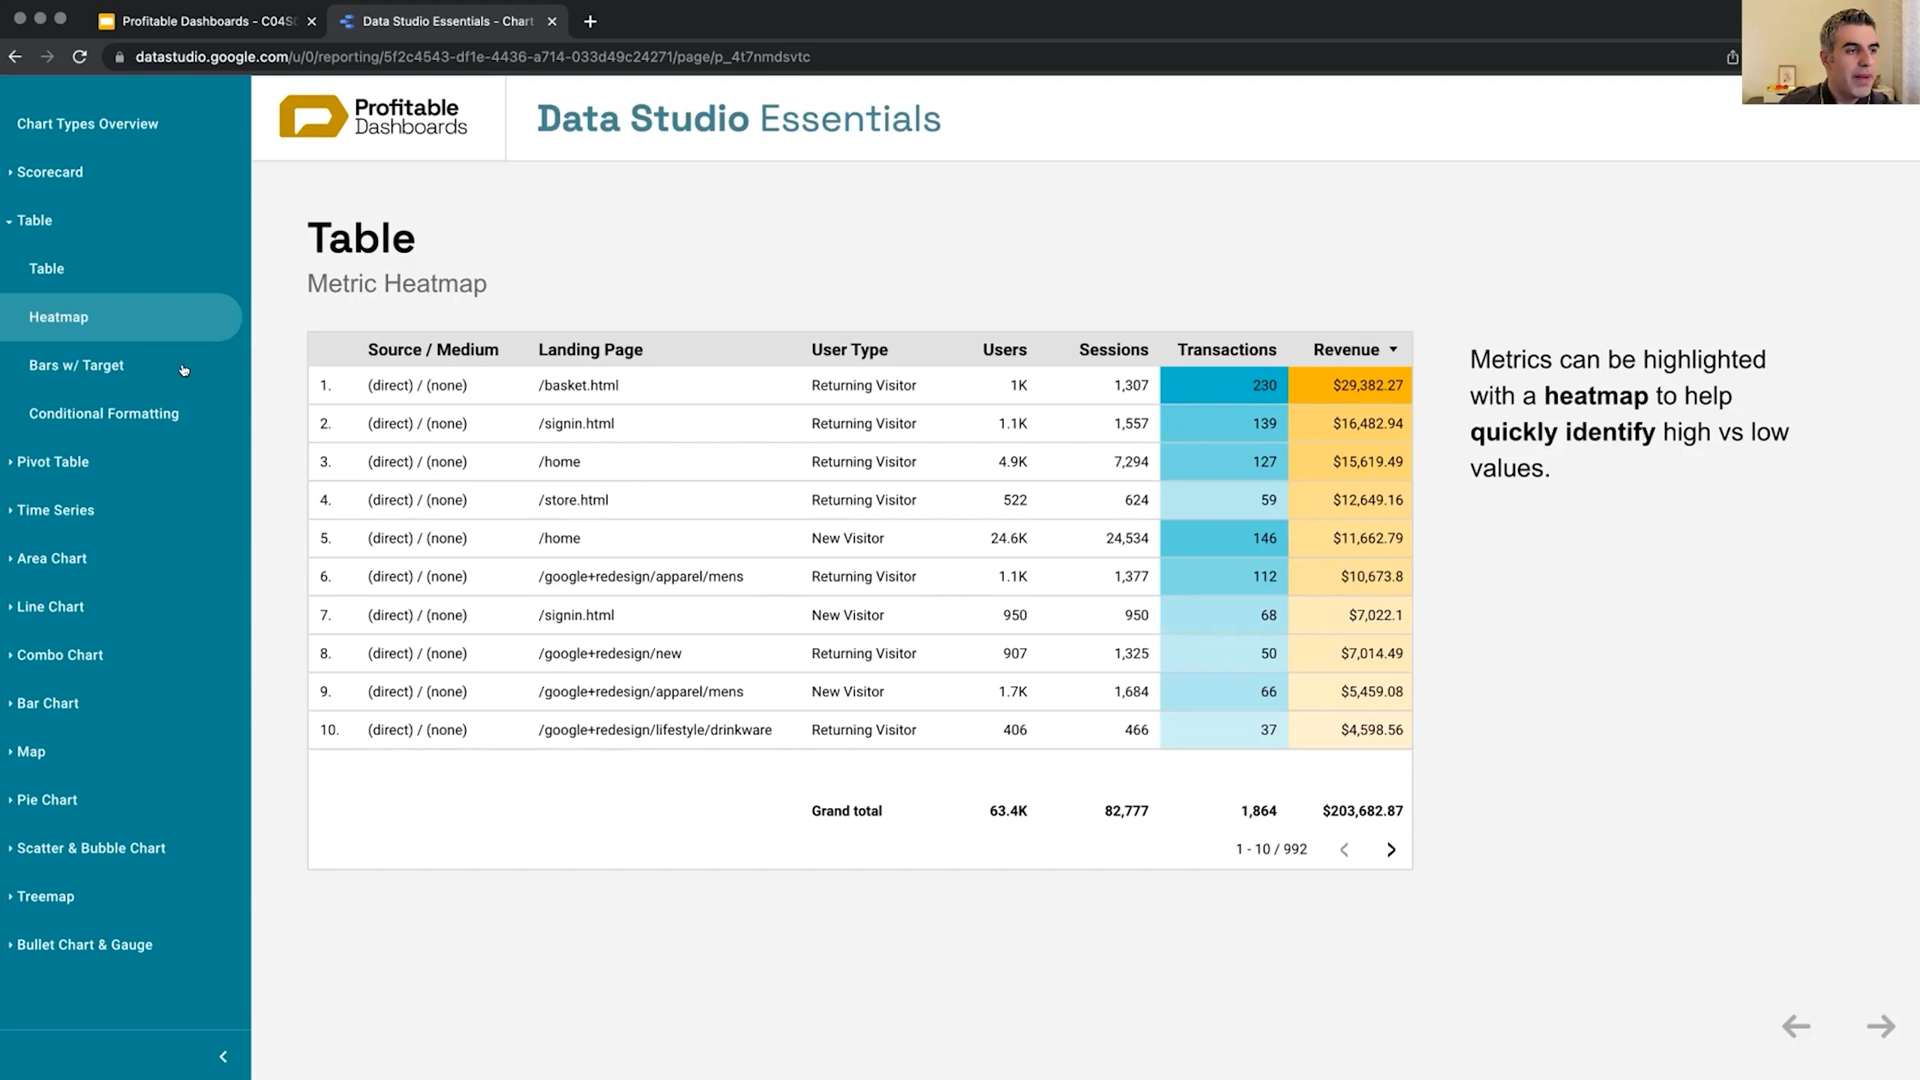 Profitable Dashboards - C04S
Data Studio Essentials - Chart
datastudio.google.com/u/0/reporting/5f2c4543-df1e-4436-a714-033d49c24271/page/p_4t7nmdsvtc
Chart Types Overview
Scorecard
Table
Table
Heatmap
Bars w/ Target
Conditional Formatting
Pivot Table
Time Series
Area Chart
Line Chart
Combo Chart
Bar Chart
Map
Pie Chart
Scatter & Bubble Chart
Treemap
Bullet Chart & Gauge
Profitable
Dashboards
Data Studio Essentials
Table
Metric Heatmap
Source / Medium Landing Page User Type Users Sessions Transactions Revenue
1. (direct) / (none) /basket.html Returning Visitor 1K 1,307 230 $29,382.27
2. (direct) / (none) /signin.html Returning Visitor 1.1K 1,557 139 $16,482.94
3. (direct) / (none) /home Returning Visitor 4.9K 7,294 127 $15,619.49
4. (direct) / (none) /store.html Returning Visitor 522 624 59 $12,649.16
5. (direct) / (none) /home New Visitor 24.6K 24,534 146 $11,662.79
6. (direct) / (none) /google+redesign/apparel/mens Returning Visitor 1.1K 1,377 112 $10,673.8
7. (direct) / (none) /signin.html New Visitor 950 950 68 $7,022.1
8. (direct) / (none) /google+redesign/new Returning Visitor 907 1,325 50 $7,014.49
9. (direct) / (none) /google+redesign/apparel/mens New Visitor 1.7K 1,684 66 $5,459.08
10. (direct) / (none) /google+redesign/lifestyle/drinkware Returning Visitor 406 466 37 $4,598.56
Grand total 63.4K 82,777 1,864 $203,682.87
1 - 10 / 992
Metrics can be highlighted
with a heatmap to help
quickly identify high vs low
values.